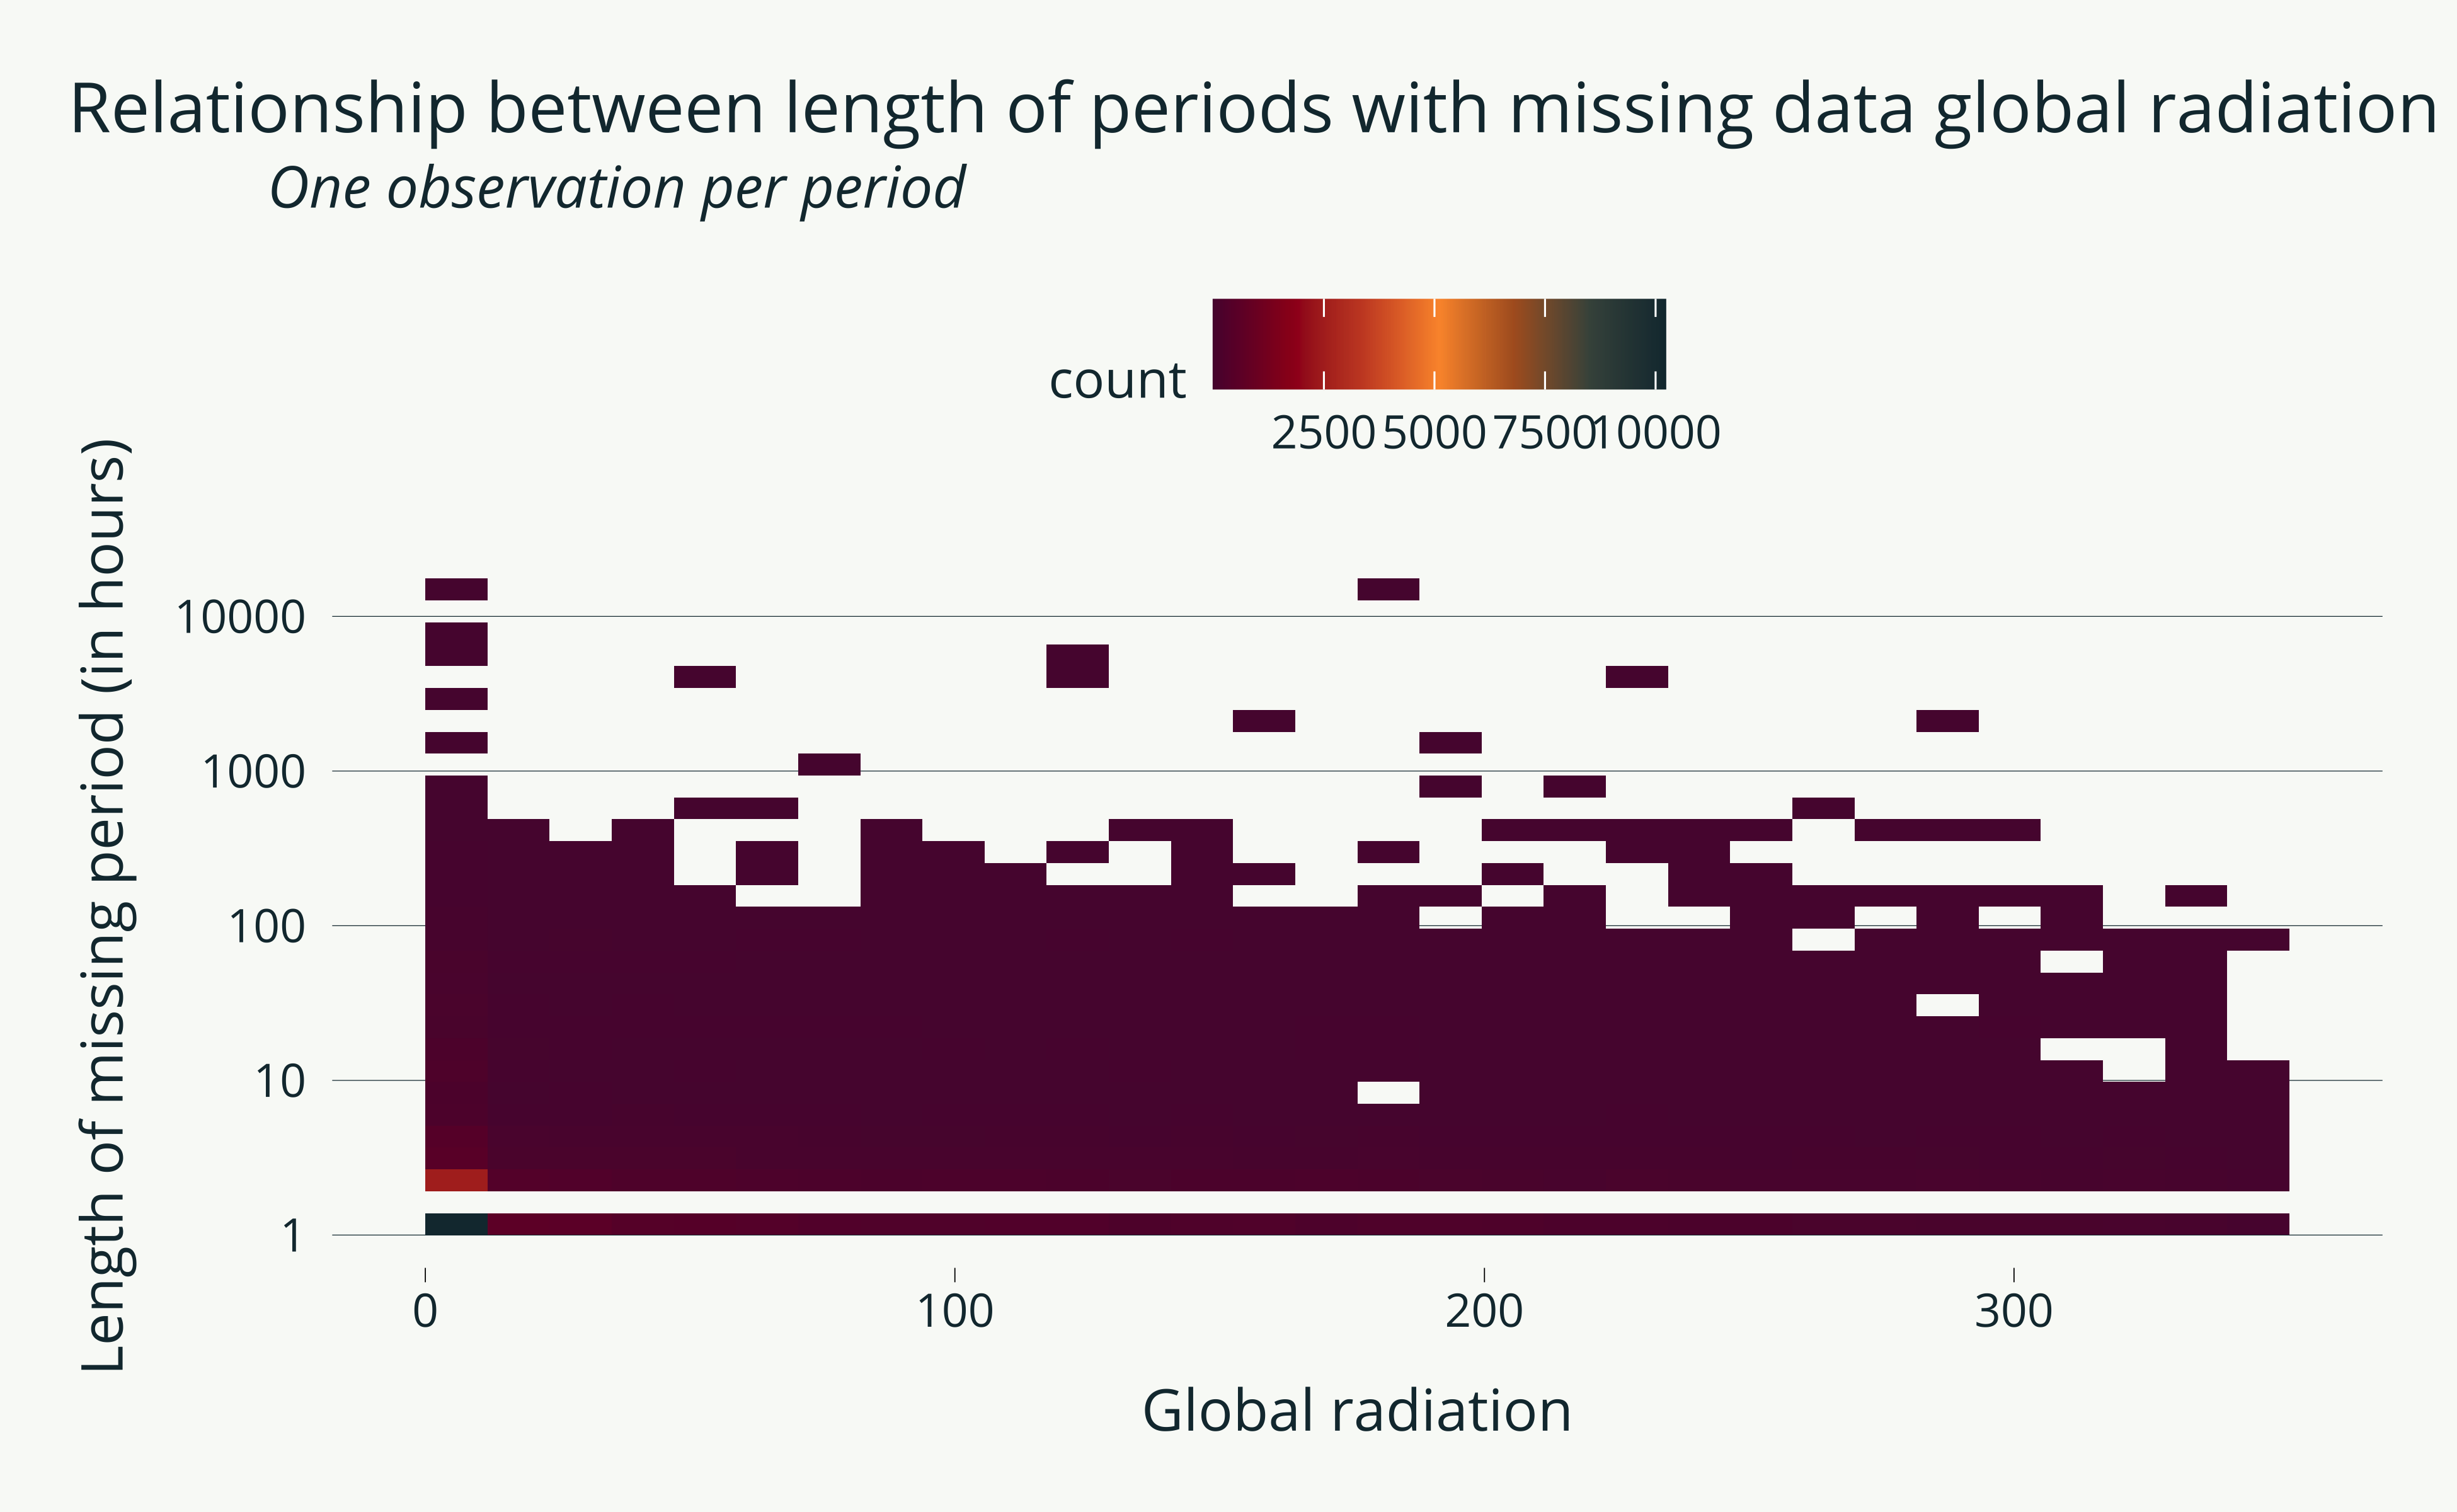 Relationship between length of periods with missing data global radiation
One observation per period
count
2500 5000 7500 10000
Length of missing period (in hours)
10000
1000
100
10
1
0 100 200 300
Global radiation